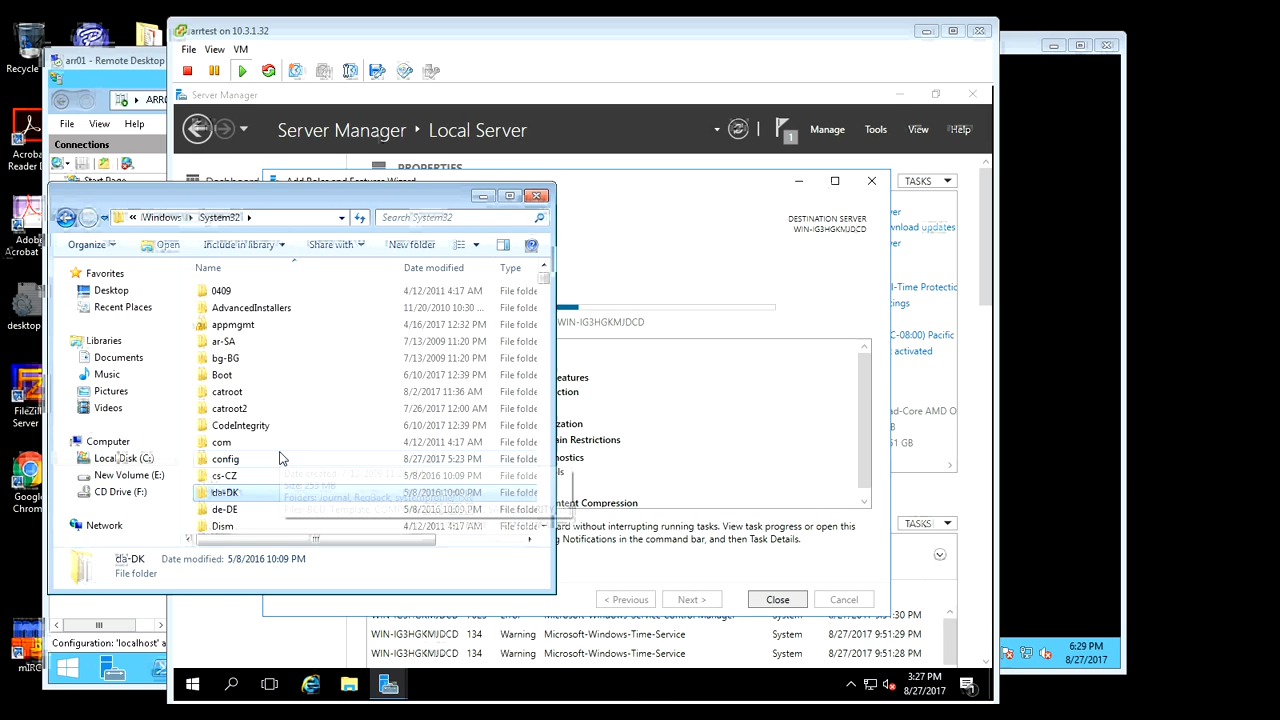 arrtest on 10.3.1.32
File View VM
Recycle
arr01 - Remote Desktop
Server Manager
ARR
File View Help
Server Manager ‣ Local Server
1
Manage Tools View Help
Connections
PROPERTIES
Acrobat
Reader
Start Page
Dashboard
Add Roles and Features Wizard
TASKS
DESTINATION SERVER
WIN-IG3HGKMJDCD
« Windows ▸ System32 ▸
Search System32
Organize Open Include in library Share with New folder
Adobe
Acrobat
download updates
Favorites
Desktop
Recent Places
Libraries
Documents
Music
Pictures
Videos
Computer
Local Disk (C:)
New Volume (E:)
CD Drive (F:)
Network
Name Date modified Type
0409 4/12/2011 4:17 AM File folde
AdvancedInstallers 11/20/2010 10:30 ... File folde
appmgmt 4/16/2017 12:32 PM File folde
ar-SA 7/13/2009 11:20 PM File folde
bg-BG 7/13/2009 11:20 PM File folde
Boot 6/10/2017 12:39 PM File folde
catroot 8/2/2017 11:36 AM File folde
catroot2 7/26/2017 12:00 AM File folde
CodeIntegrity 6/10/2017 12:39 PM File folde
com 4/12/2011 4:17 AM File folde
config 8/27/2017 5:23 PM File folde
cs-CZ 5/8/2016 10:09 PM File folde
da-DK 5/8/2016 10:09 PM File folde
de-DE 5/8/2016 10:09 PM File folde
Dism 4/12/2011 4:17 AM File folde
da-DK Date modified: 5/8/2016 10:09 PM
File folder
desktop
FileZilla
Server
Google
Chrome
mIRC
-Time Protectio
ttings
TC-08:00) Pacific
activated
WIN-IG3HGKMJDCD
eatures
ction
ization
ain Restrictions
nostics
ls
ntent Compression
ad-Core AMD O
GB
ard without interrupting running tasks. View task progress or open this
ng Notifications in the command bar, and then Task Details.
TASKS
< Previous Next > Close Cancel
WIN-IG3HGKMJDCD 134 Warning Microsoft-Windows-Time-Service System 8/27/2017 9:51:29 PM
WIN-IG3HGKMJDCD 134 Warning Microsoft-Windows-Time-Service System 8/27/2017 9:51:28 PM
Configuration: 'localhost' a
3:27 PM
8/27/2017
1
6:29 PM
8/27/2017